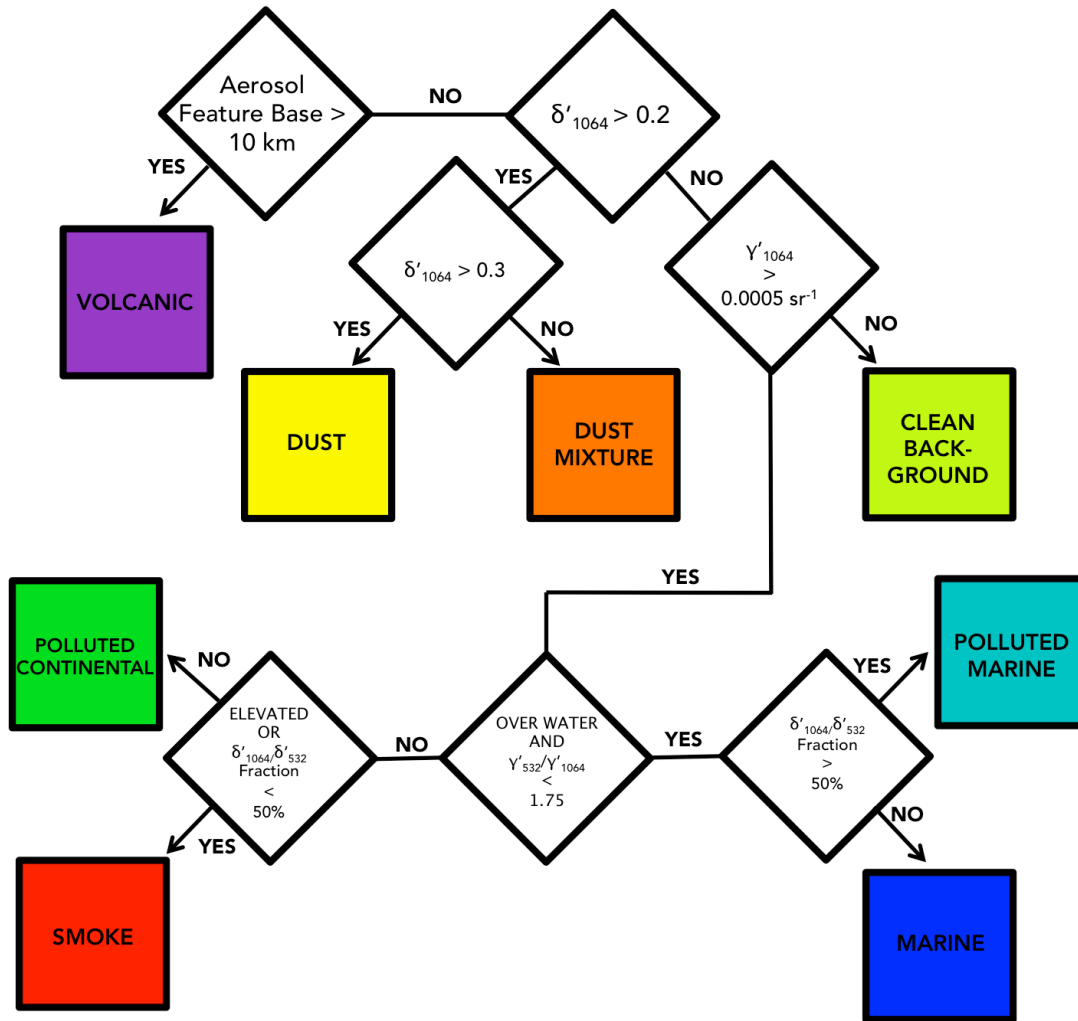 Aerosol
Feature Base >
10 km
NO
δ′1064 > 0.2
YES
YES
NO
VOLCANIC
δ′1064 > 0.3
γ′1064
>
0.0005 sr-1
YES
NO
NO
DUST
DUST
MIXTURE
CLEAN
BACK-
GROUND
YES
POLLUTED
CONTINENTAL
NO
ELEVATED
OR
δ′1064/δ′532
Fraction
<
50%
NO
OVER WATER
AND
γ′532/γ′1064
<
1.75
YES
δ′1064/δ′532
Fraction
>
50%
YES
POLLUTED
MARINE
YES
NO
SMOKE
MARINE